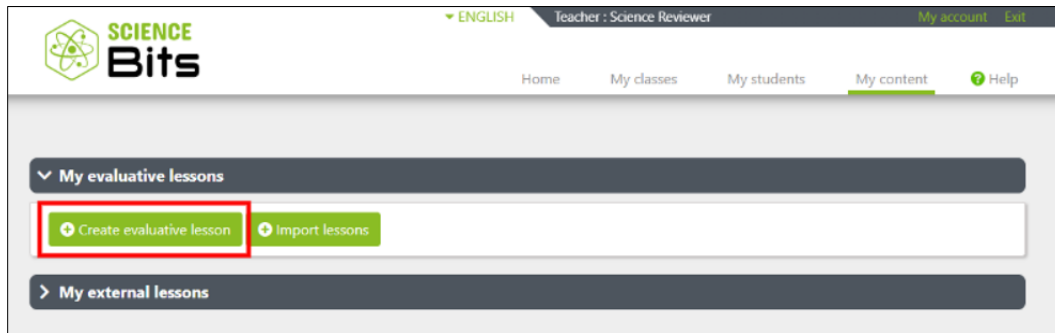 ENGLISH
Teacher : Science Reviewer
My account Exit
SCIENCE
Bits
Home My classes My students My content Help
My evaluative lessons
Create evaluative lesson Import lessons
My external lessons